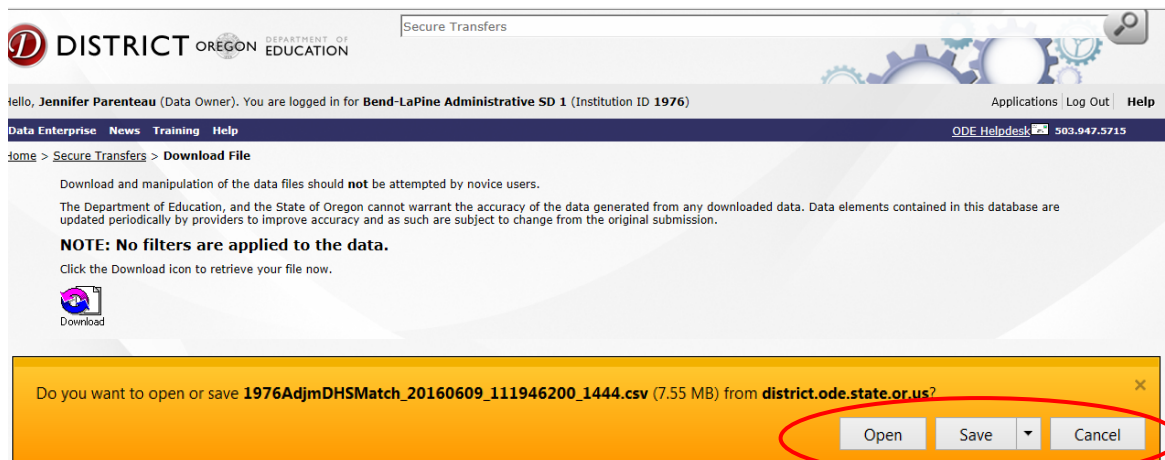 Secure Transfers
DISTRICT OREGON DEPARTMENT OF EDUCATION
Hello, Jennifer Parenteau (Data Owner). You are logged in for Bend-LaPine Administrative SD 1 (Institution ID 1976)
Applications Log Out Help
Data Enterprise News Training Help
ODE Helpdesk 503.947.5715
Home > Secure Transfers > Download File
Download and manipulation of the data files should not be attempted by novice users.
The Department of Education, and the State of Oregon cannot warrant the accuracy of the data generated from any downloaded data. Data elements contained in this database are
updated periodically by providers to improve accuracy and as such are subject to change from the original submission.
NOTE: No filters are applied to the data.
Click the Download icon to retrieve your file now.
Download
Do you want to open or save 1976AdjmDHSMatch_20160609_111946200_1444.csv (7.55 MB) from district.ode.state.or.us?
Open Save Cancel